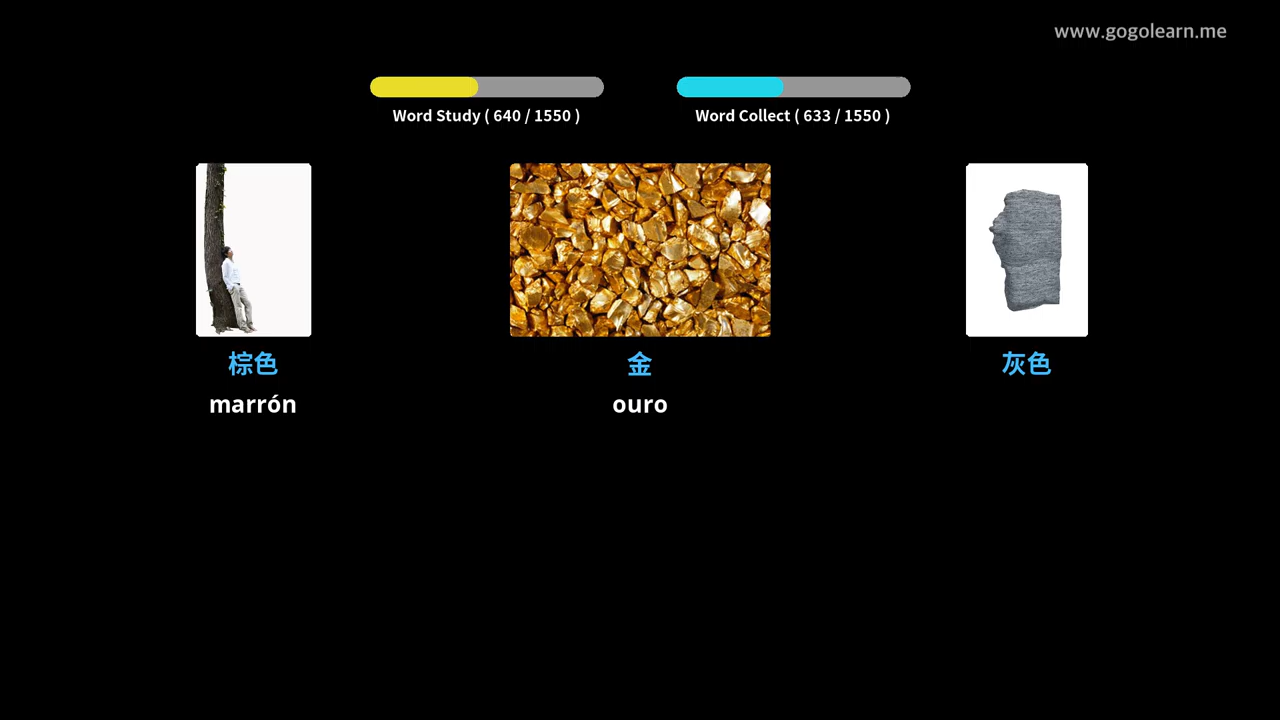 www.gogolearn.me
Word Study ( 640 / 1550 )
Word Collect ( 633 / 1550 )
棕色
金
灰色
marrón
ouro